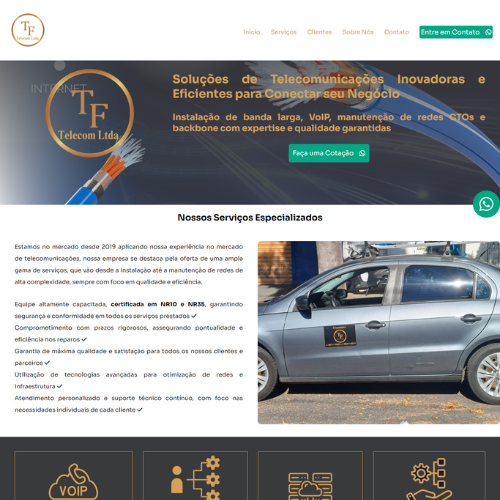 TF
Telecom Ltda
Início
Serviços
Clientes
Sobre Nós
Contato
Entre em Contato
INTERNET
TF
Telecom Ltda
Soluções de Telecomunicações Inovadoras e
Eficientes para Conectar seu Negócio
Instalação de banda larga, VoIP, manutenção de redes CTOs e
backbone com expertise e qualidade garantidas
Faça uma Cotação
Nossos Serviços Especializados
Estamos no mercado desde 2019 aplicando nossa experiência no mercado
de telecomunicações, nossa empresa se destaca pela oferta de uma ampla
gama de serviços, que vão desde a instalação até a manutenção de redes de
alta complexidade, sempre com foco em qualidade e eficiência.
Equipe altamente capacitada, certificada em NR10 e NR35, garantindo
segurança e conformidade em todos os serviços prestados
Comprometimento com prazos rigorosos, assegurando pontualidade e
eficiência nos reparos
Garantia de máxima qualidade e satisfação para todos os nossos clientes e
parceiros
Utilização de tecnologias avançadas para otimização de redes e
infraestrutura
Atendimento personalizado e suporte técnico contínuo, com foco nas
necessidades individuais de cada cliente
TF
VOIP